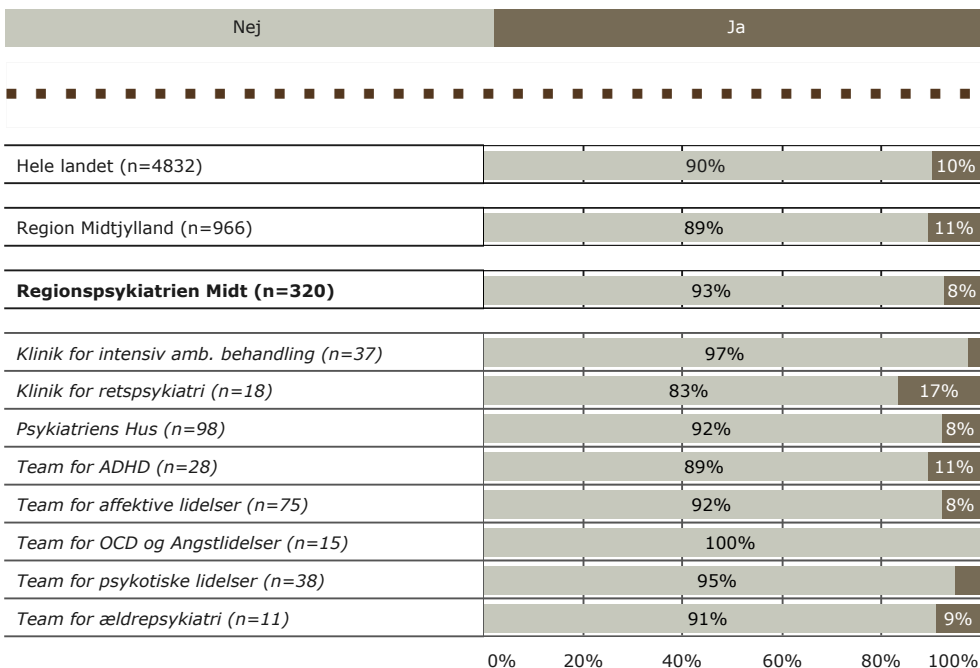 Nej Ja
Hele landet (n=4832) 90% 10%
Region Midtjylland (n=966) 89% 11%
Regionspsykiatrien Midt (n=320) 93% 8%
Klinik for intensiv amb. behandling (n=37) 97%
Klinik for retspsykiatri (n=18) 83% 17%
Psykiatriens Hus (n=98) 92% 8%
Team for ADHD (n=28) 89% 11%
Team for affektive lidelser (n=75) 92% 8%
Team for OCD og Angstlidelser (n=15) 100%
Team for psykotiske lidelser (n=38) 95%
Team for ældrepsykiatri (n=11) 91% 9%
0% 20% 40% 60% 80% 100%